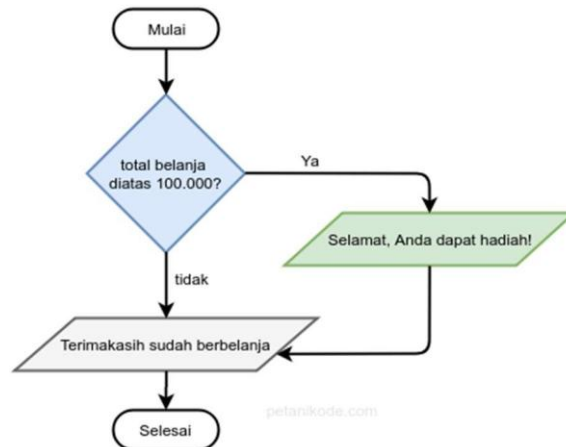 Mulai
total belanja
diatas 100.000?
Ya
Selamat, Anda dapat hadiah!
tidak
Terimakasih sudah berbelanja
petanikode.com
Selesai